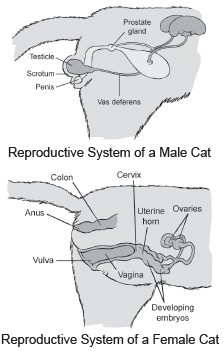 Prostate
gland
Testicle
Scrotum
Penis
Vas deferens
Reproductive System of a Male Cat
Colon
Cervix
Uterine
horn
Ovaries
Anus
Vulva
Vagina
Developing
embryos
Reproductive System of a Female Cat